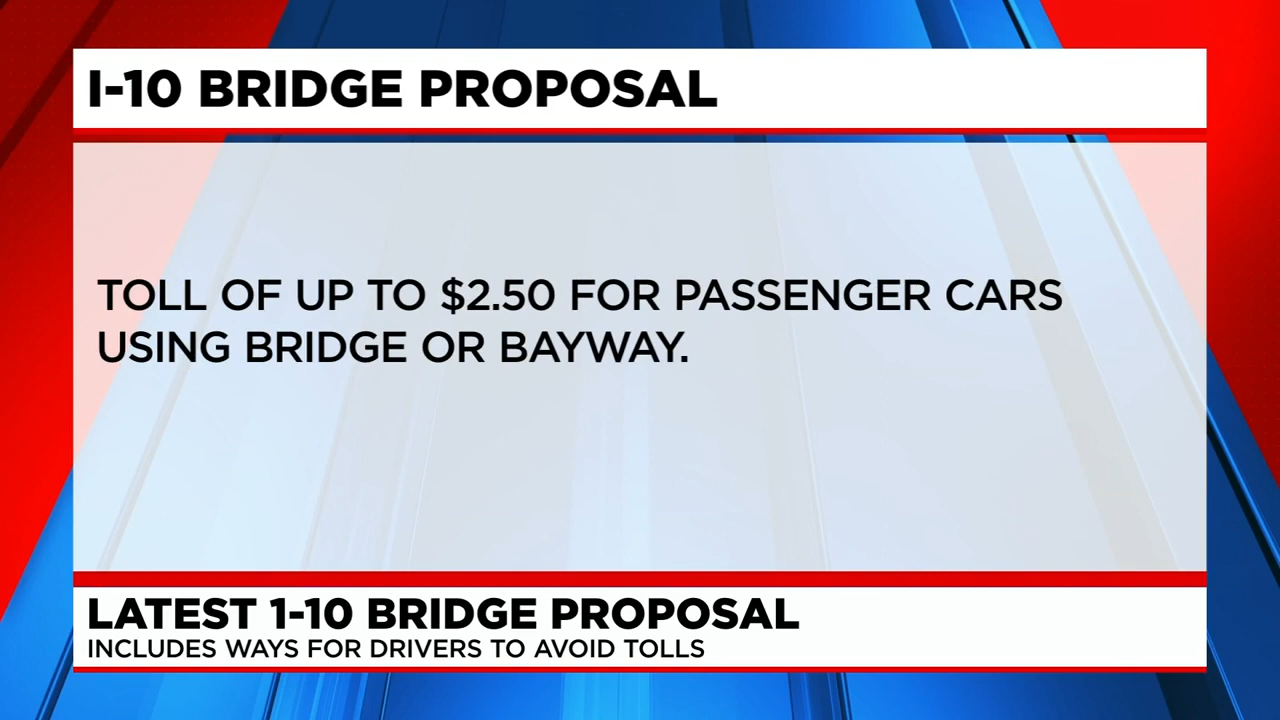 I-10 BRIDGE PROPOSAL
TOLL OF UP TO $2.50 FOR PASSENGER CARS
USING BRIDGE OR BAYWAY.
LATEST 1-10 BRIDGE PROPOSAL
INCLUDES WAYS FOR DRIVERS TO AVOID TOLLS